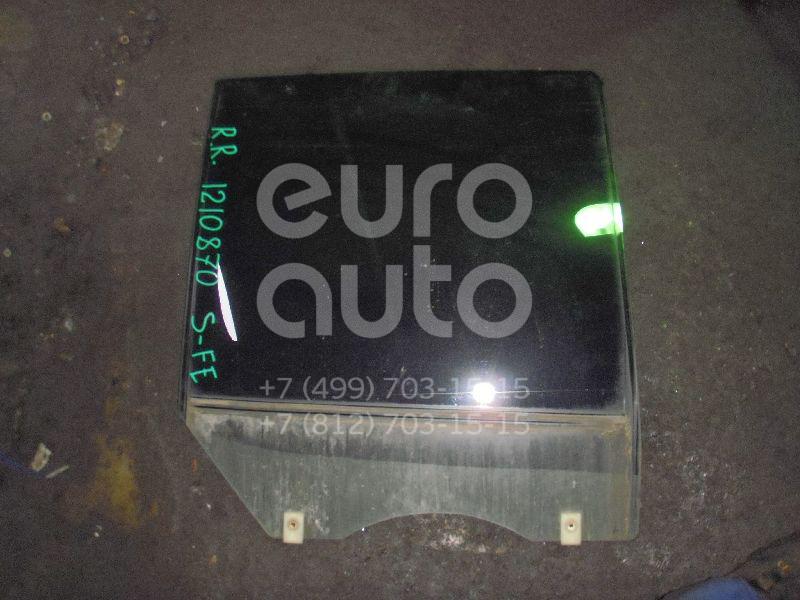 R.R. 1210870 S-FE
euro
auto
+7 (499) 703-15-15
+7 (812) 703-15-15